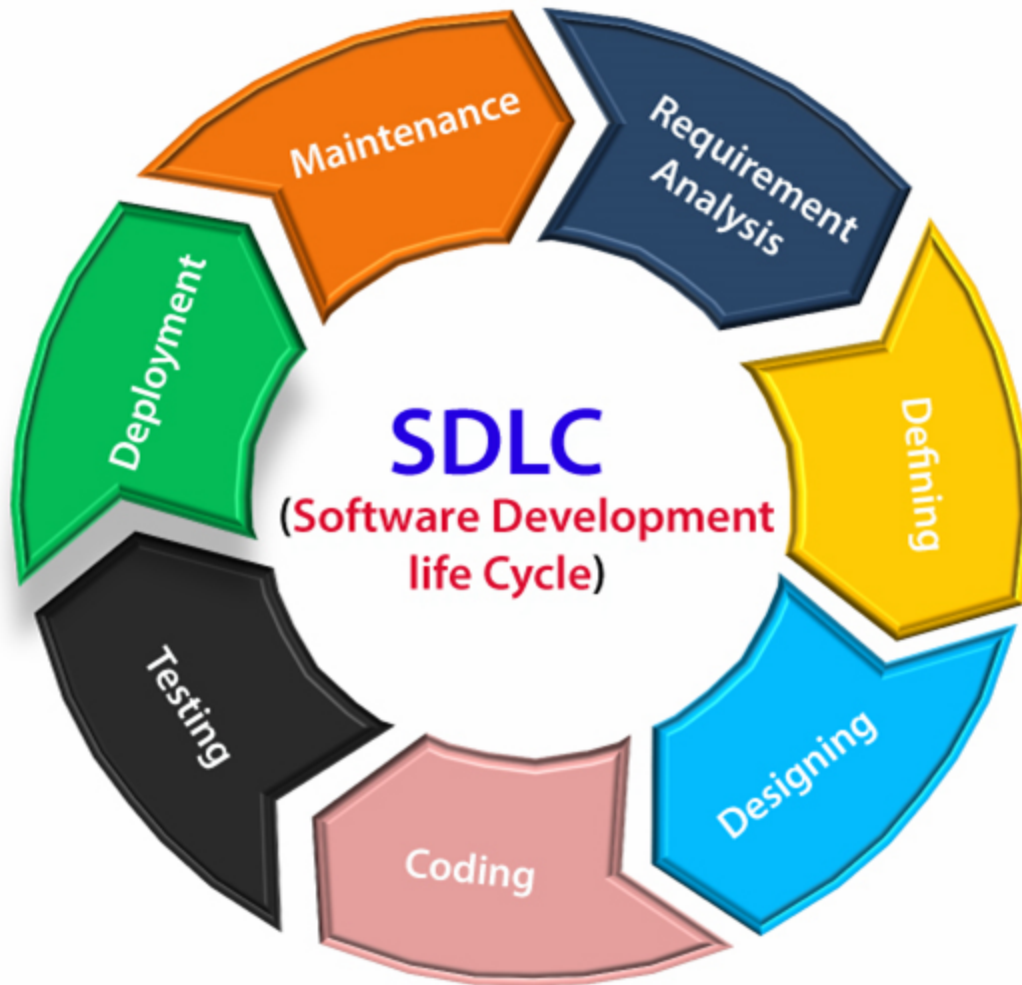 Maintenance
Requirement
Analysis
Deployment
Defining
SDLC
(Software Development
life Cycle)
Testing
Designing
Coding